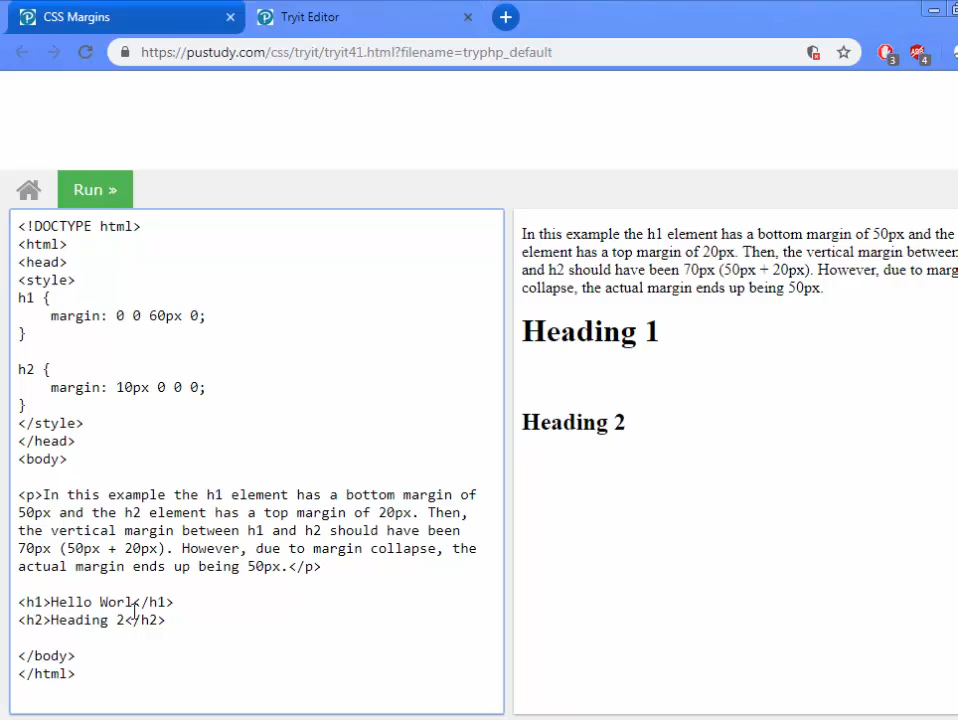 CSS Margins
Tryit Editor
https://pustudy.com/css/tryit/tryit41.html?filename=tryphp_default
3
4
Run »
<!DOCTYPE html>
<html>
<head>
<style>
h1 {
    margin: 0 0 60px 0;
}
h2 {
    margin: 10px 0 0 0;
}
</style>
</head>
<body>
<p>In this example the h1 element has a bottom margin of
50px and the h2 element has a top margin of 20px. Then,
the vertical margin between h1 and h2 should have been
70px (50px + 20px). However, due to margin collapse, the
actual margin ends up being 50px.</p>
<h1>Hello Worl</h1>
<h2>Heading 2</h2>
</body>
</html>
In this example the h1 element has a bottom margin of 50px and the
element has a top margin of 20px. Then, the vertical margin between
and h2 should have been 70px (50px + 20px). However, due to marg
collapse, the actual margin ends up being 50px.
Heading 1
Heading 2